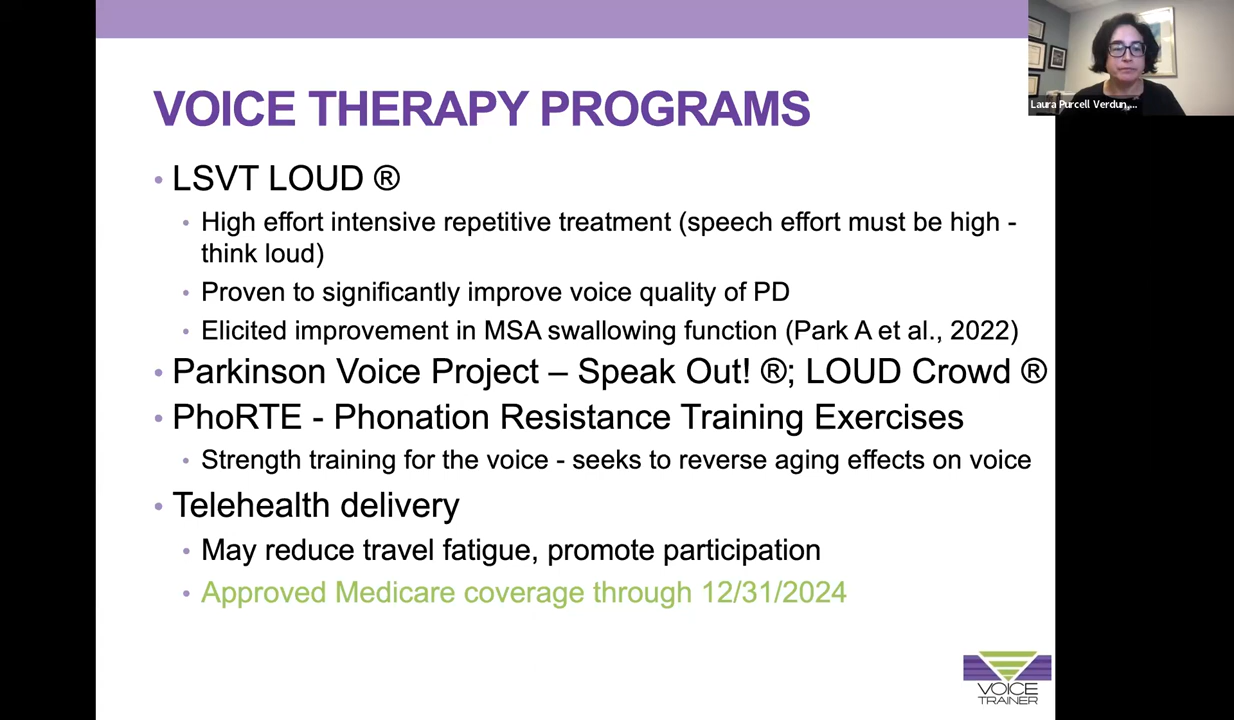 Laura Purcell Verdun,...
VOICE THERAPY PROGRAMS
• LSVT LOUD ®
• High effort intensive repetitive treatment (speech effort must be high -
think loud)
• Proven to significantly improve voice quality of PD
• Elicited improvement in MSA swallowing function (Park A et al., 2022)
• Parkinson Voice Project – Speak Out! ®; LOUD Crowd ®
• PhoRTE - Phonation Resistance Training Exercises
• Strength training for the voice - seeks to reverse aging effects on voice
• Telehealth delivery
• May reduce travel fatigue, promote participation
• Approved Medicare coverage through 12/31/2024
VOICE
TRAINER